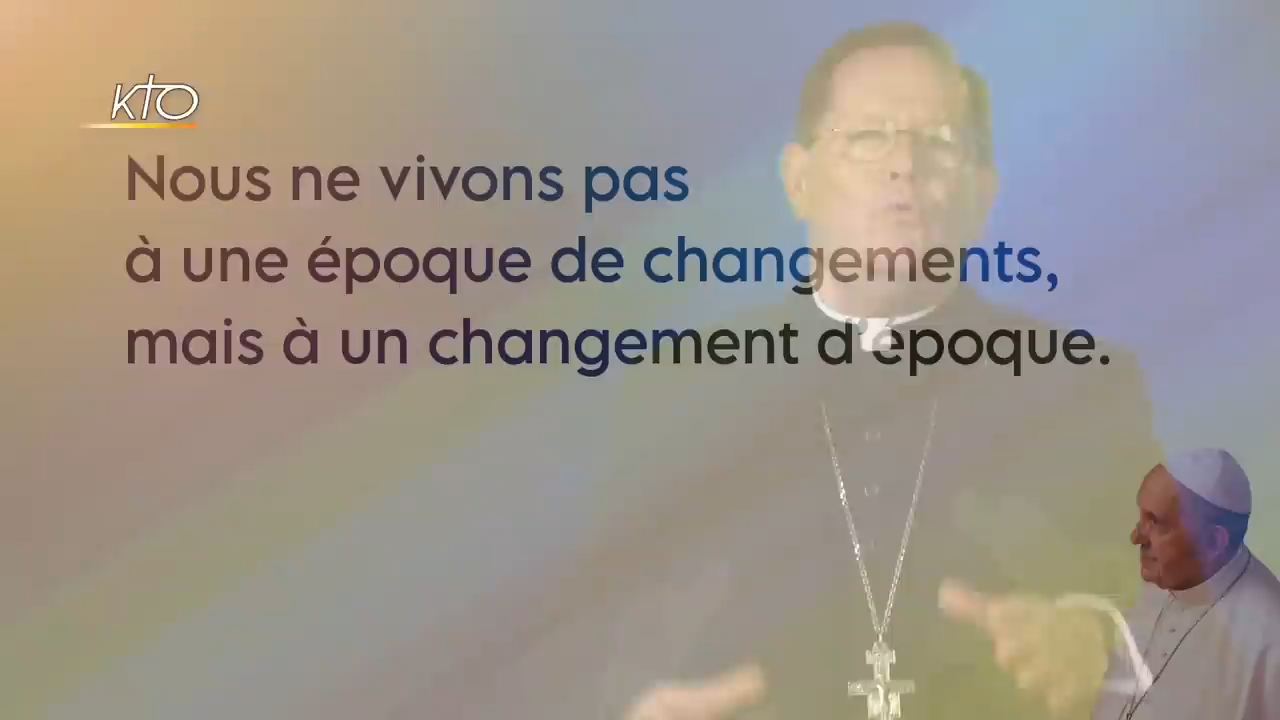 KTO
Nous ne vivons pas
à une époque de changements,
mais à un changement d'époque.